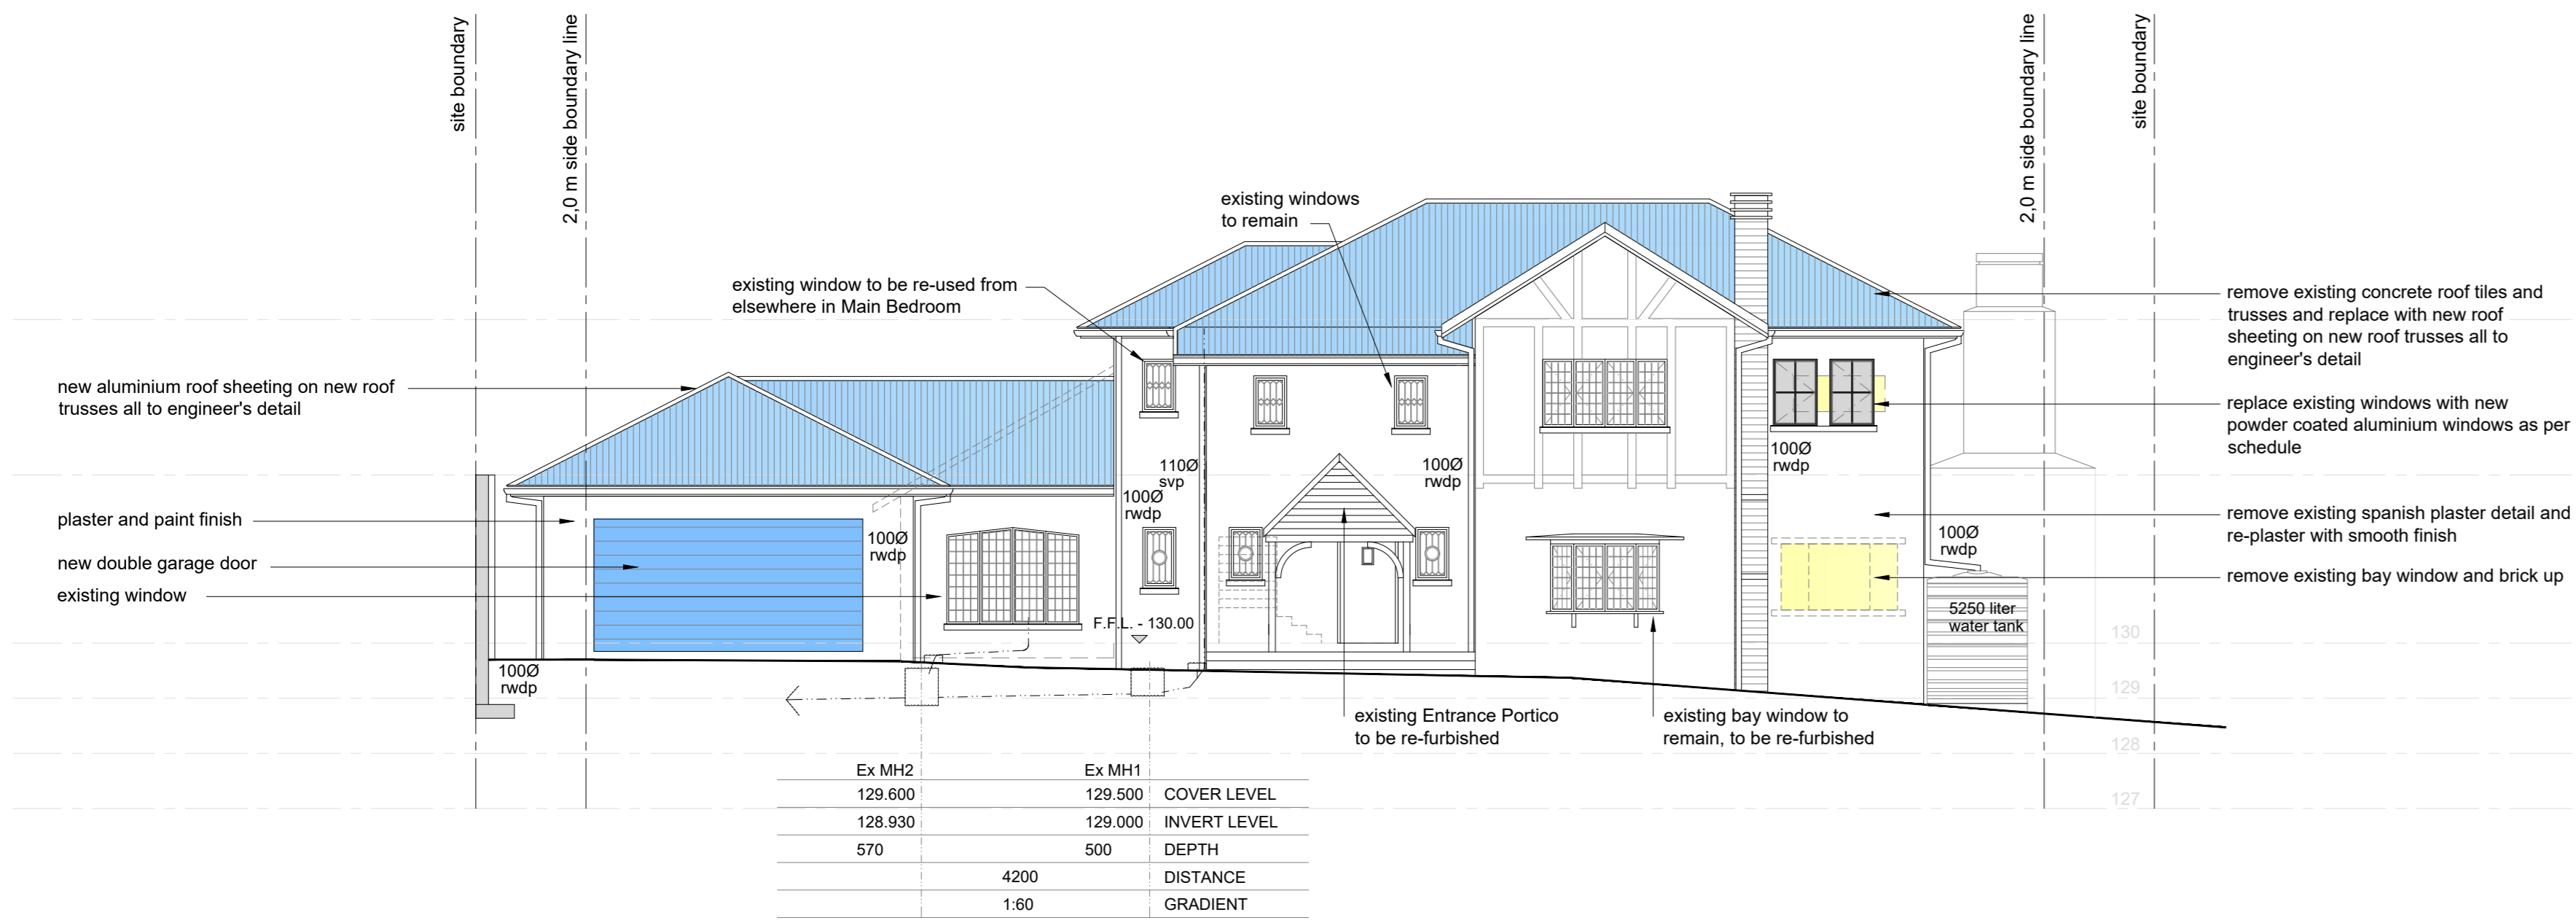 site boundary
2,0 m side boundary line
2,0 m side boundary line
site boundary
existing windows
to remain
existing window to be re-used from
elsewhere in Main Bedroom
remove existing concrete roof tiles and
trusses and replace with new roof
sheeting on new roof trusses all to
engineer's detail
new aluminium roof sheeting on new roof
trusses all to engineer's detail
replace existing windows with new
powder coated aluminium windows as per
schedule
100Ø
rwdp
110Ø
svp
100Ø
rwdp
100Ø
rwdp
plaster and paint finish
100Ø
rwdp
100Ø
rwdp
remove existing spanish plaster detail and
re-plaster with smooth finish
new double garage door
remove existing bay window and brick up
existing window
5250 liter
water tank
F.F.L. - 130.00
130
100Ø
rwdp
129
existing Entrance Portico
to be re-furbished
existing bay window to
remain, to be re-furbished
128
127
Ex MH2 Ex MH1
129.600 129.500 COVER LEVEL
128.930 129.000 INVERT LEVEL
570 500 DEPTH
4200 DISTANCE
1:60 GRADIENT